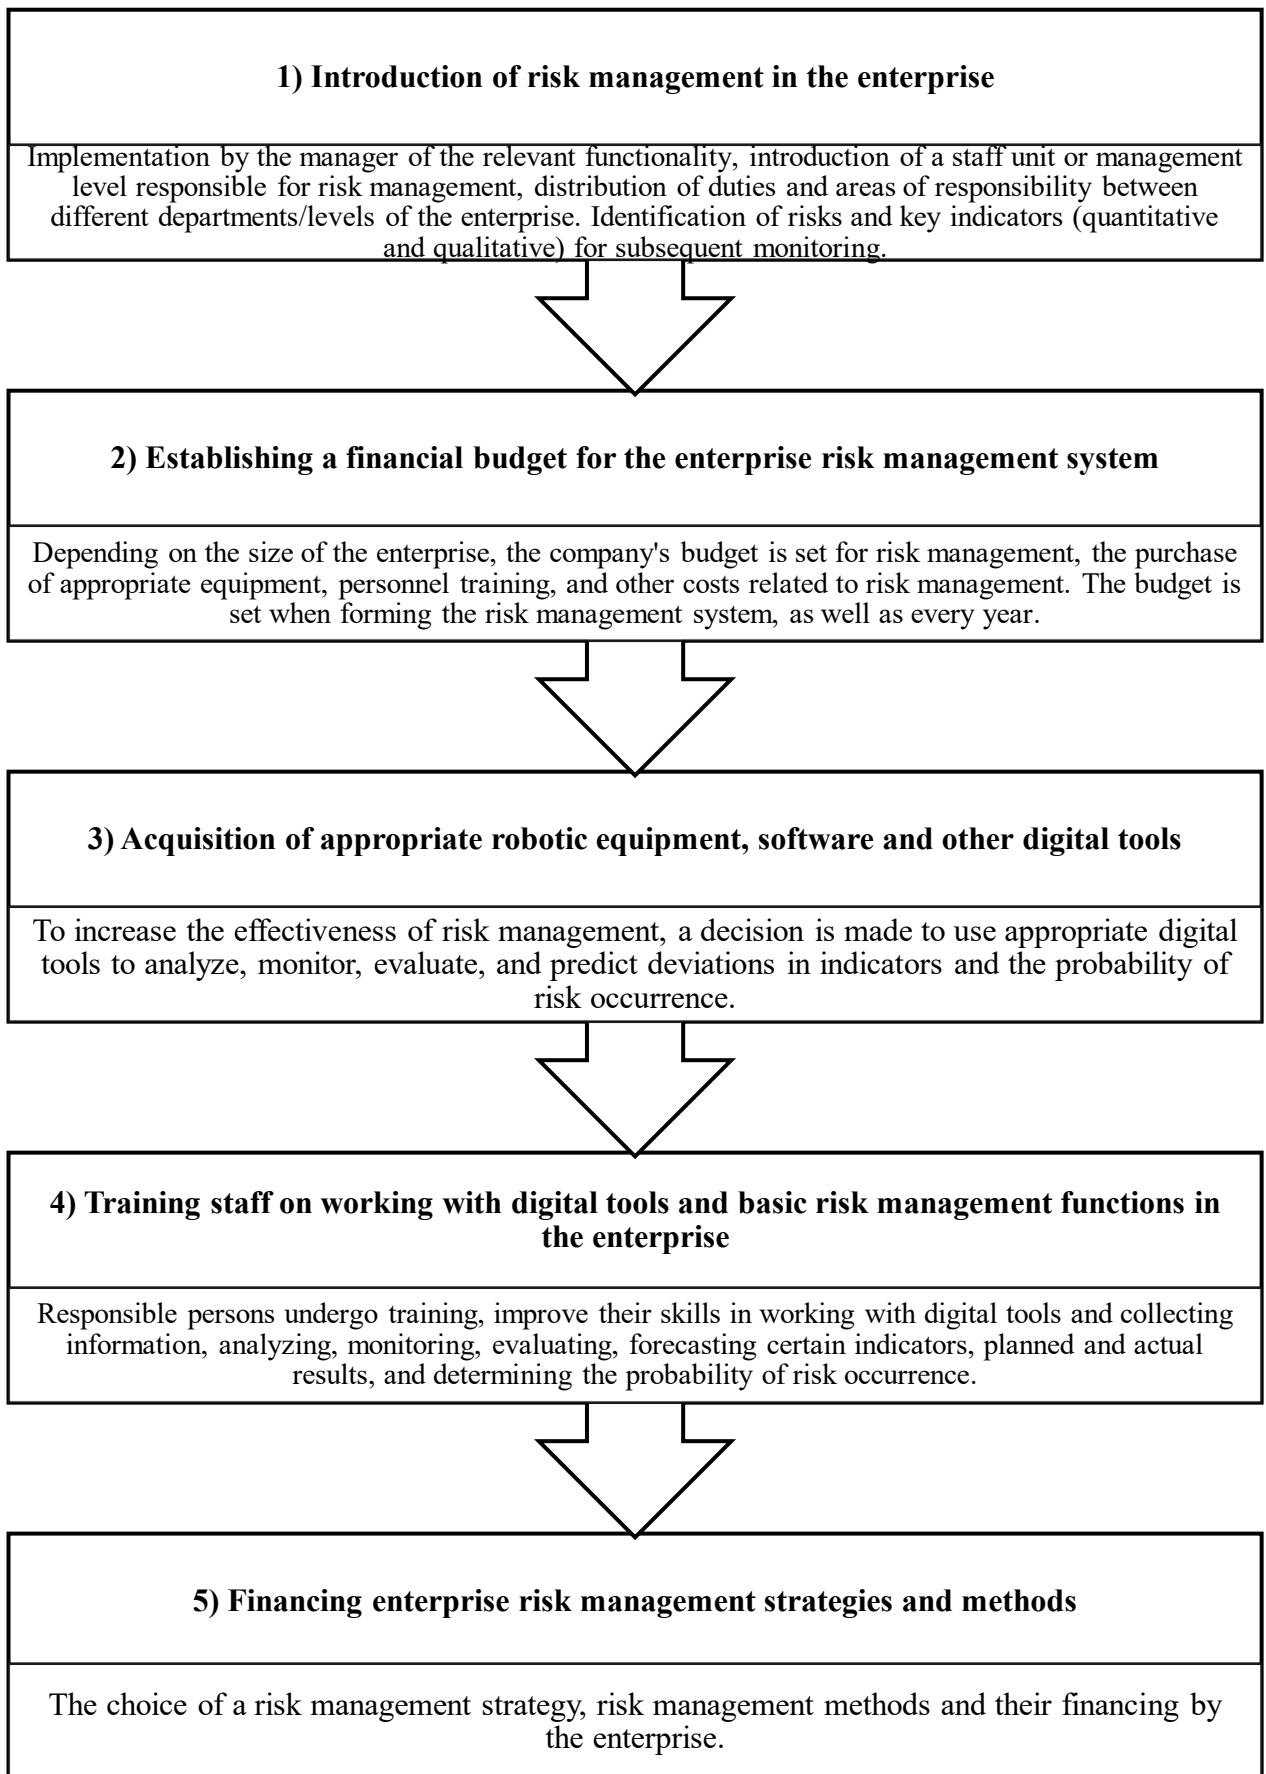 1) Introduction of risk management in the enterprise
Implementation by the manager of the relevant functionality, introduction of a staff unit or management
level responsible for risk management, distribution of duties and areas of responsibility between
different departments/levels of the enterprise. Identification of risks and key indicators (quantitative
and qualitative) for subsequent monitoring.
2) Establishing a financial budget for the enterprise risk management system
Depending on the size of the enterprise, the company's budget is set for risk management, the purchase
of appropriate equipment, personnel training, and other costs related to risk management. The budget is
set when forming the risk management system, as well as every year.
3) Acquisition of appropriate robotic equipment, software and other digital tools
To increase the effectiveness of risk management, a decision is made to use appropriate digital
tools to analyze, monitor, evaluate, and predict deviations in indicators and the probability of
risk occurrence.
4) Training staff on working with digital tools and basic risk management functions in
the enterprise
Responsible persons undergo training, improve their skills in working with digital tools and collecting
information, analyzing, monitoring, evaluating, forecasting certain indicators, planned and actual
results, and determining the probability of risk occurrence.
5) Financing enterprise risk management strategies and methods
The choice of a risk management strategy, risk management methods and their financing by
the enterprise.